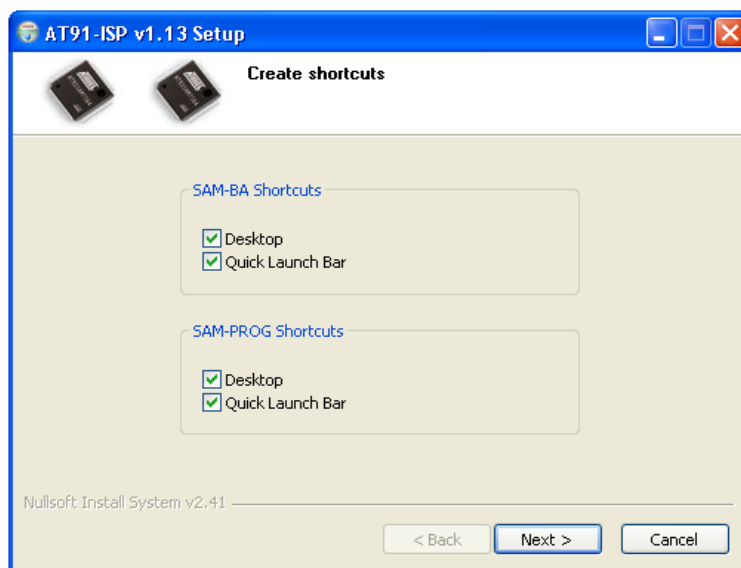 AT91-ISP v1.13 Setup
Create shortcuts
SAM-BA Shortcuts
Desktop
Quick Launch Bar
SAM-PROG Shortcuts
Desktop
Quick Launch Bar
Nullsoft Install System v2.41
< Back Next > Cancel